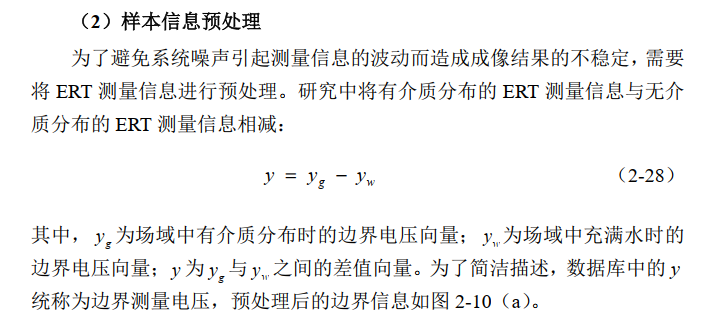 （2）样本信息预处理
为了避免系统噪声引起测量信息的波动而造成成像结果的不稳定，需要
将 ERT 测量信息进行预处理。研究中将有介质分布的 ERT 测量信息与无介
质分布的 ERT 测量信息相减：
y = y_g − y_w （2-28）
其中，y_g 为场域中有介质分布时的边界电压向量；y_w 为场域中充满水时的
边界电压向量；y 为 y_g 与 y_w 之间的差值向量。为了简洁描述，数据库中的 y
统称为边界测量电压，预处理后的边界信息如图 2-10（a）。